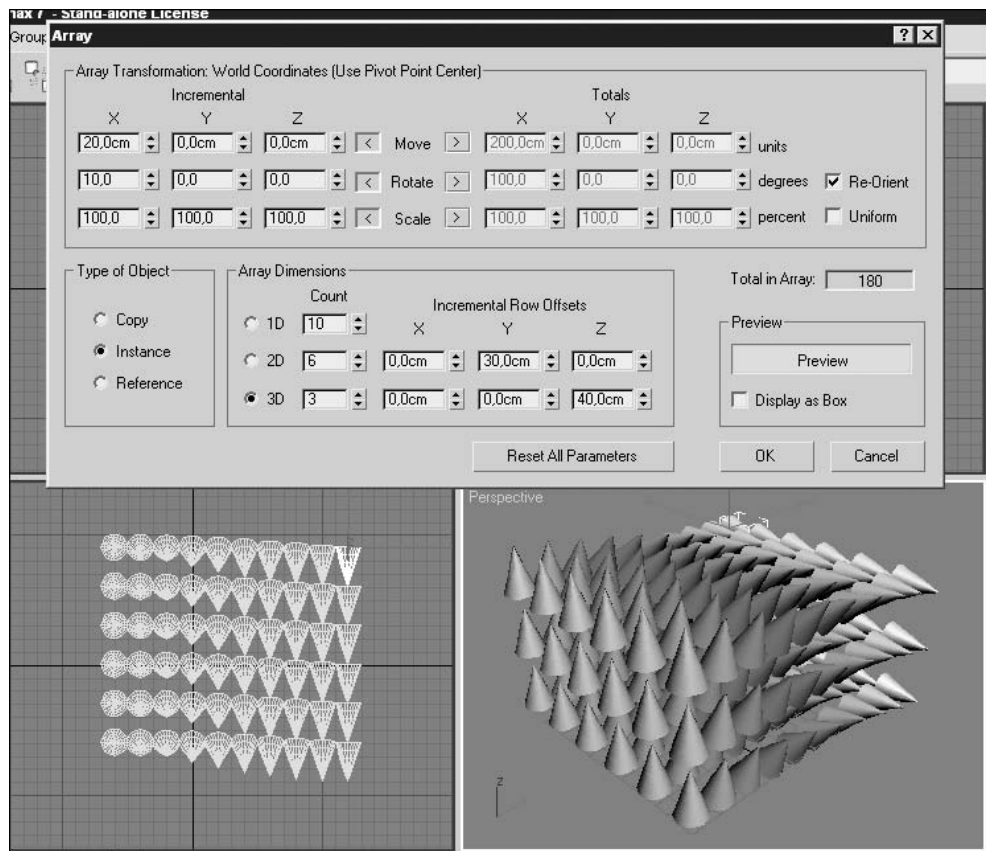 max 7 - Stand-alone License
Group
Array
Array Transformation: World Coordinates (Use Pivot Point Center)
Incremental Totals
X Y Z X Y Z
20,0cm 0,0cm 0,0cm < Move > 200,0cm 0,0cm 0,0cm units
10,0 0,0 0,0 < Rotate > 100,0 0,0 0,0 degrees Re-Orient
100,0 100,0 100,0 < Scale > 100,0 100,0 100,0 percent Uniform
Type of Object
Copy
Instance
Reference
Array Dimensions
Count
Incremental Row Offsets
X Y Z
1D 10
2D 6 0,0cm 30,0cm 0,0cm
3D 3 0,0cm 0,0cm 40,0cm
Total in Array: 180
Preview
Preview
Display as Box
Reset All Parameters OK Cancel
Perspective
z